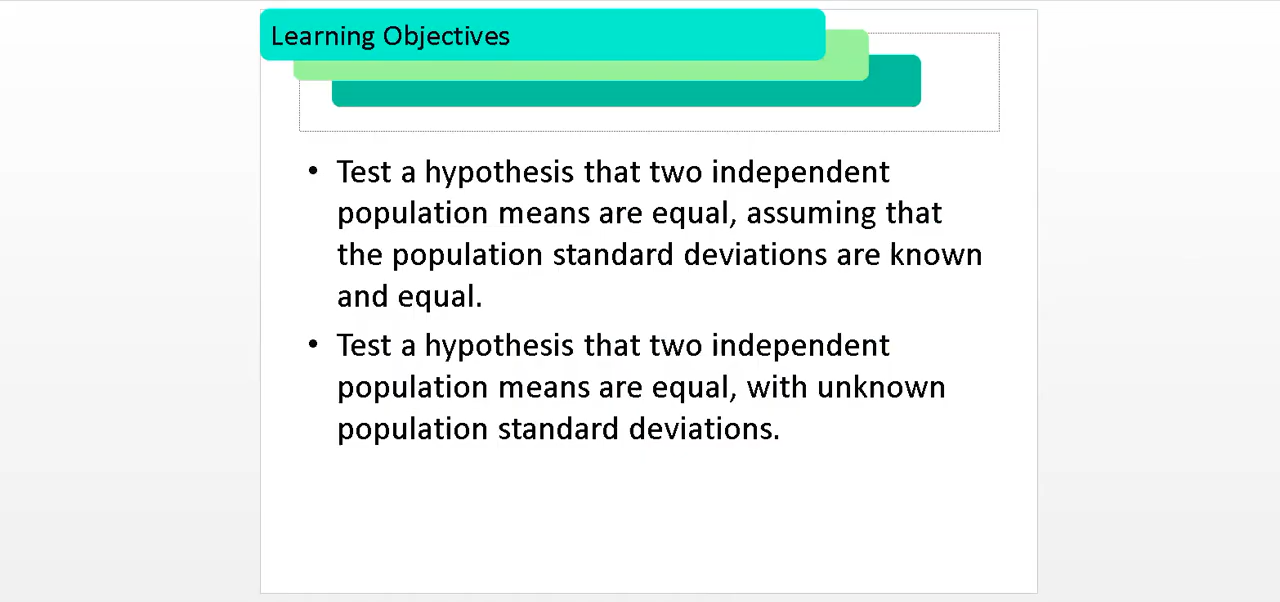 Learning Objectives
• Test a hypothesis that two independent
population means are equal, assuming that
the population standard deviations are known
and equal.
• Test a hypothesis that two independent
population means are equal, with unknown
population standard deviations.